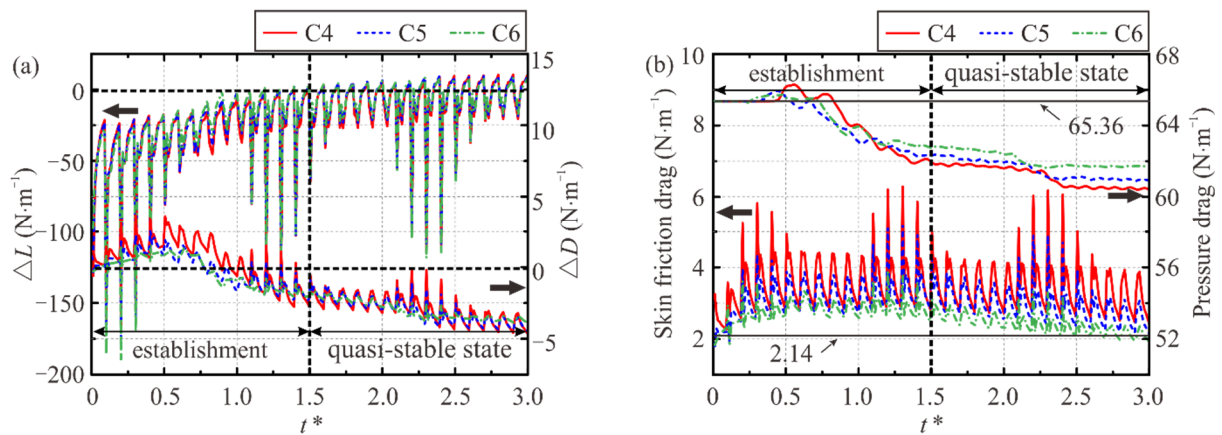 C4 C5 C6
(a)
0
−50
−100
−150
−200
△L (N·m⁻¹)
15
10
5
0
−5
△D (N·m⁻¹)
establishment quasi-stable state
0 0.5 1.0 1.5 2.0 2.5 3.0
t*
C4 C5 C6
(b)
10
8
6
4
2
Skin friction drag (N·m⁻¹)
68
64
60
56
52
Pressure drag (N·m⁻¹)
establishment quasi-stable state
65.36
2.14
0 0.5 1.0 1.5 2.0 2.5 3.0
t*